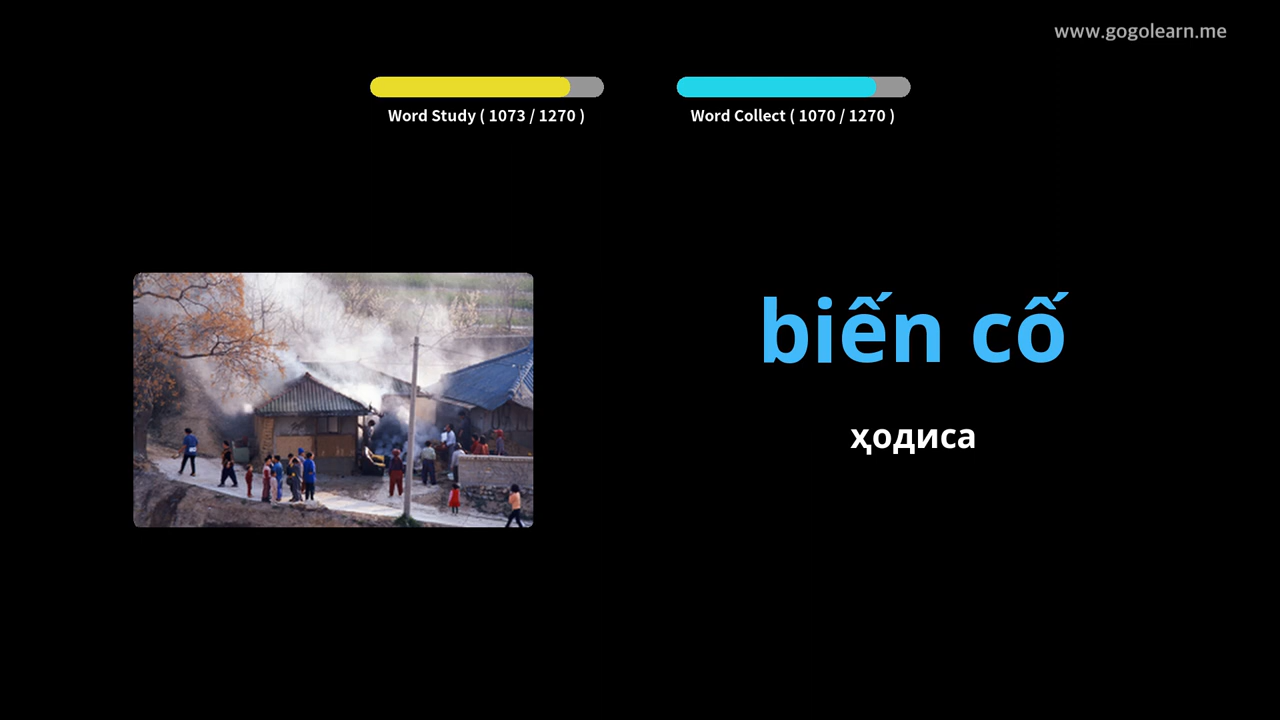 www.gogolearn.me
Word Study ( 1073 / 1270 )
Word Collect ( 1070 / 1270 )
biến cố
ҳодиса